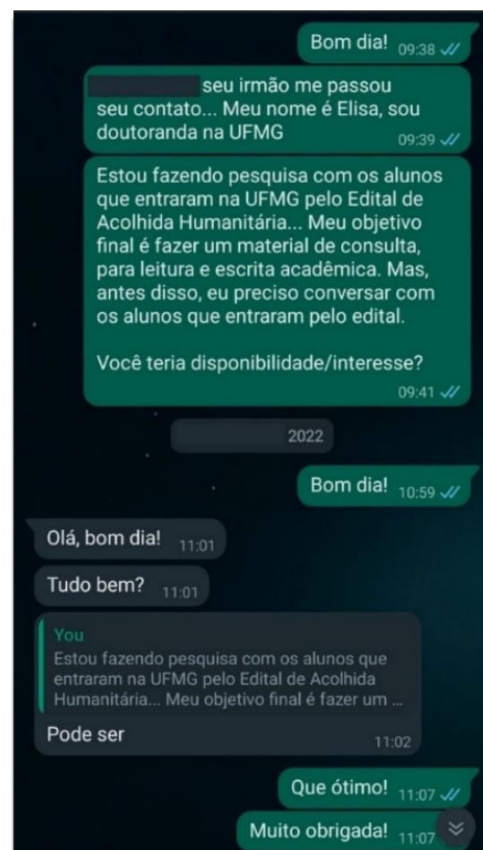 Bom dia! 09:38
seu irmão me passou
seu contato... Meu nome é Elisa, sou
doutoranda na UFMG
09:39
Estou fazendo pesquisa com os alunos
que entraram na UFMG pelo Edital de
Acolhida Humanitária... Meu objetivo
final é fazer um material de consulta,
para leitura e escrita acadêmica. Mas,
antes disso, eu preciso conversar com
os alunos que entraram pelo edital.
Você teria disponibilidade/interesse?
09:41
2022
Bom dia! 10:59
Olá, bom dia! 11:01
Tudo bem? 11:01
You
Estou fazendo pesquisa com os alunos que
entraram na UFMG pelo Edital de Acolhida
Humanitária... Meu objetivo final é fazer um ...
Pode ser
11:02
Que ótimo! 11:07
Muito obrigada! 11:07